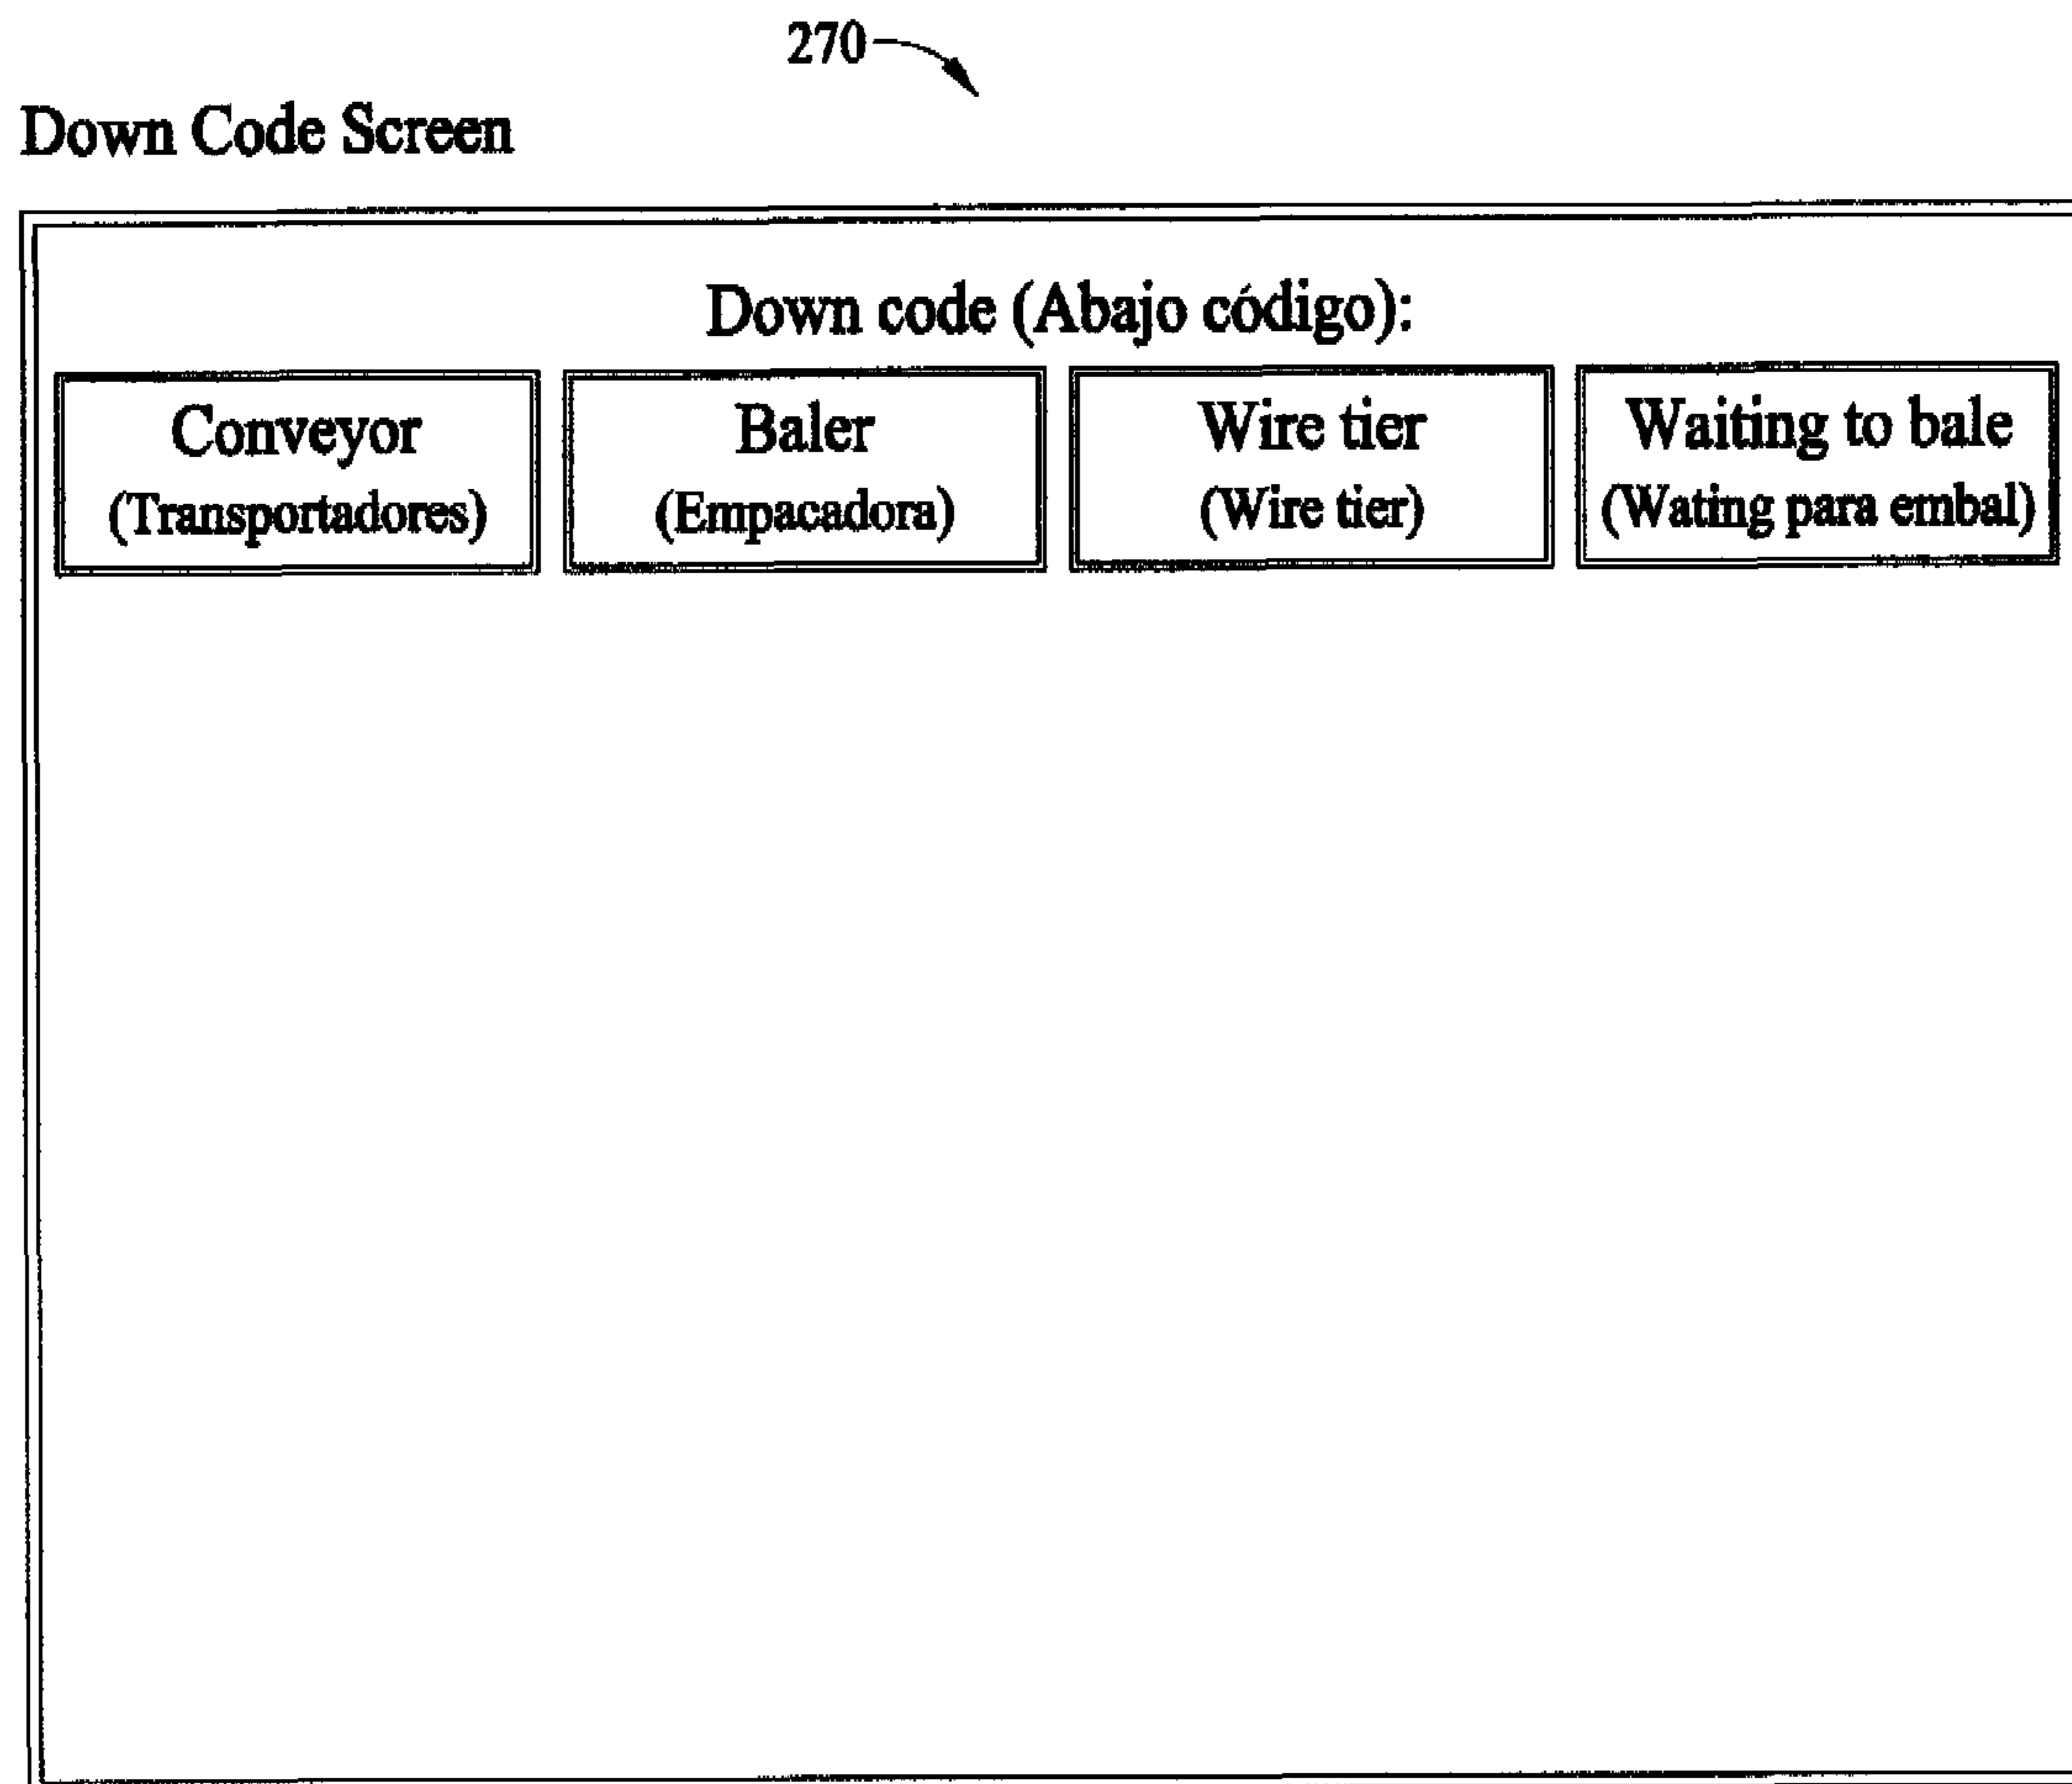 270
Down Code Screen
Down code (Abajo código):
Conveyor
(Transportadores)
Baler
(Empacadora)
Wire tier
(Wire tier)
Waiting to bale
(Wating para embal)